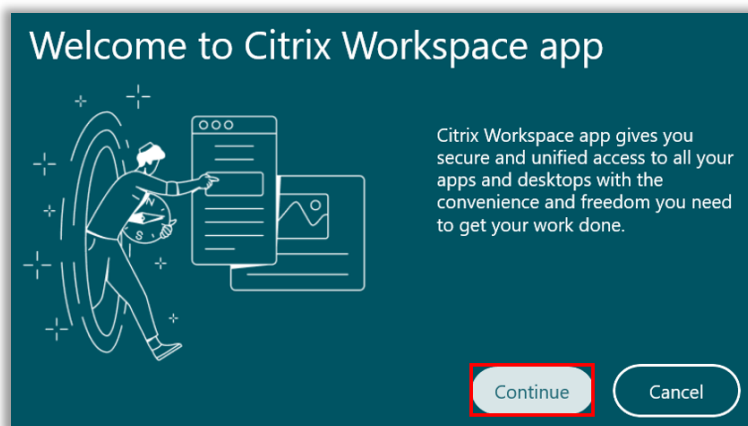 Welcome to Citrix Workspace app
N
S
Citrix Workspace app gives you
secure and unified access to all your
apps and desktops with the
convenience and freedom you need
to get your work done.
Continue
Cancel